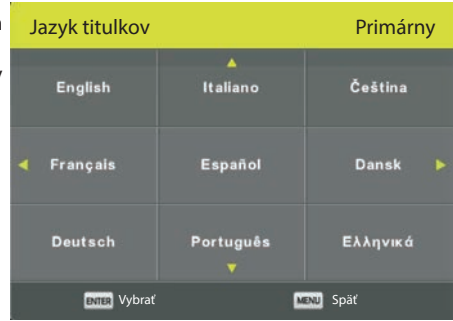 Jazyk titulkov Primárny
English Italiano Čeština
Français Español Dansk
Deutsch Português Ελληνικά
ENTER Vybrať MENU Späť